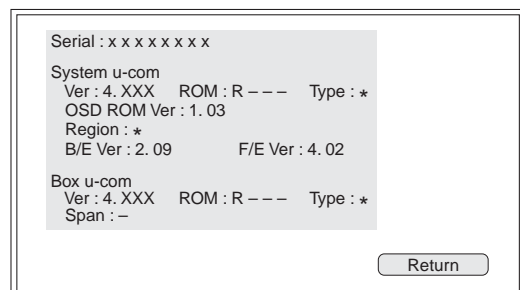 Serial : x x x x x x x x
System u-com
Ver : 4. XXX ROM : R – – – Type : *
OSD ROM Ver : 1. 03
Region : *
B/E Ver : 2. 09 F/E Ver : 4. 02
Box u-com
Ver : 4. XXX ROM : R – – – Type : *
Span : –
Return